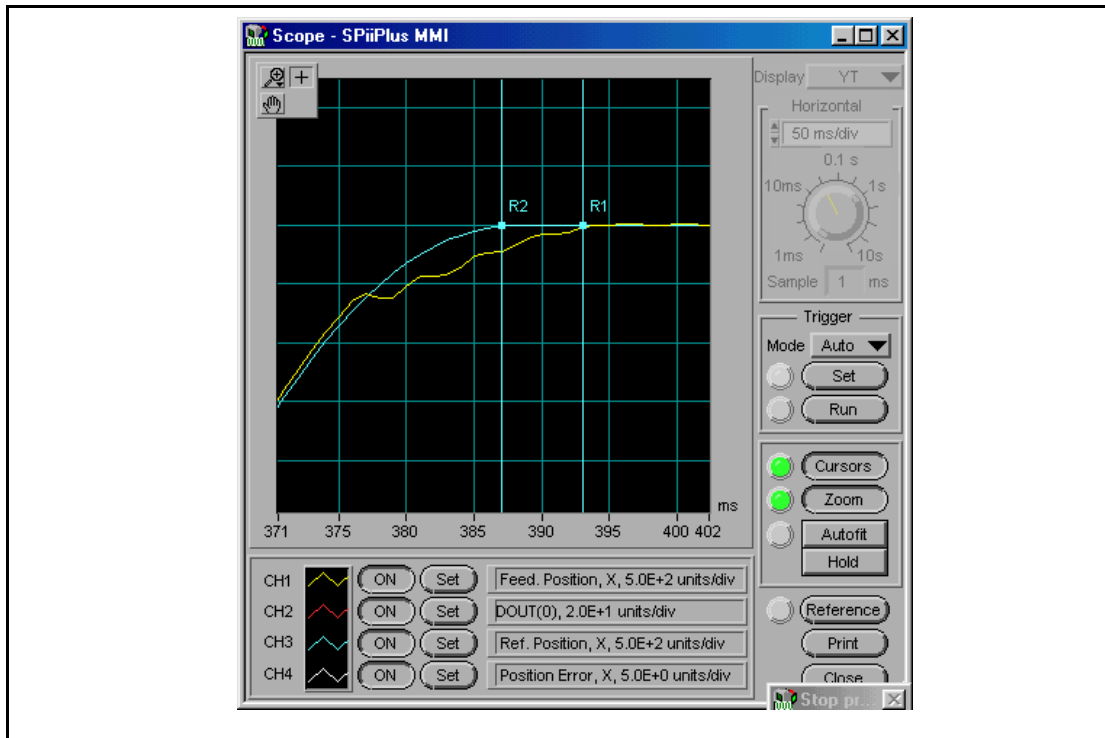 Scope - SPiiPlus MMI
Display YT
Horizontal
50 ms/div
0.1 s
10ms 1s
1ms 10s
Sample 1 ms
R2 R1
ms
371 375 380 385 390 395 400 402
Trigger
Mode Auto
Set
Run
Cursors
Zoom
Autofit
Hold
CH1 ON Set Feed. Position, X, 5.0E+2 units/div
CH2 ON Set DOUT(0), 2.0E+1 units/div
CH3 ON Set Ref. Position, X, 5.0E+2 units/div
CH4 ON Set Position Error, X, 5.0E+0 units/div
Reference
Print
Close
Stop pr...